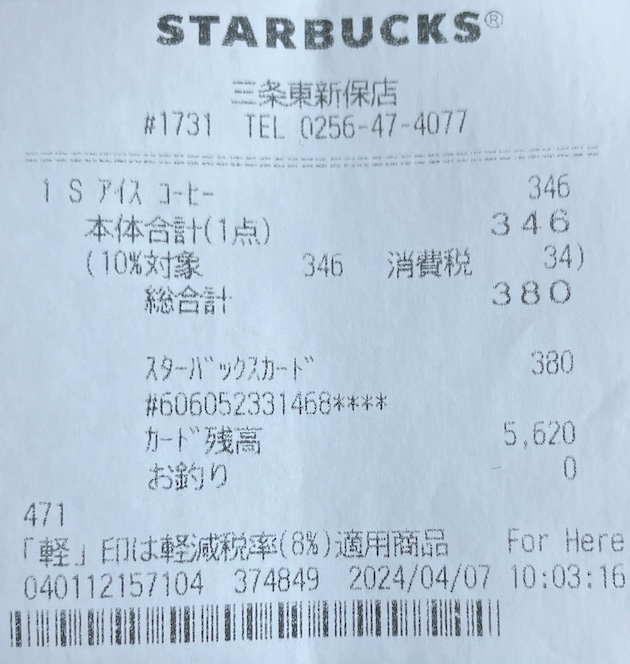 STARBUCKS®
三条東新保店
#1731 TEL 0256-47-4077
1 S アイス コーヒー 346
本体合計(1点) 346
(10%対象 346 消費税 34)
総合計 380
スターバックスカード 380
#606052331468****
カード残高 5,620
お釣り 0
471
「軽」印は軽減税率(8%)適用商品 For Here
040112157104 374849 2024/04/07 10:03:16